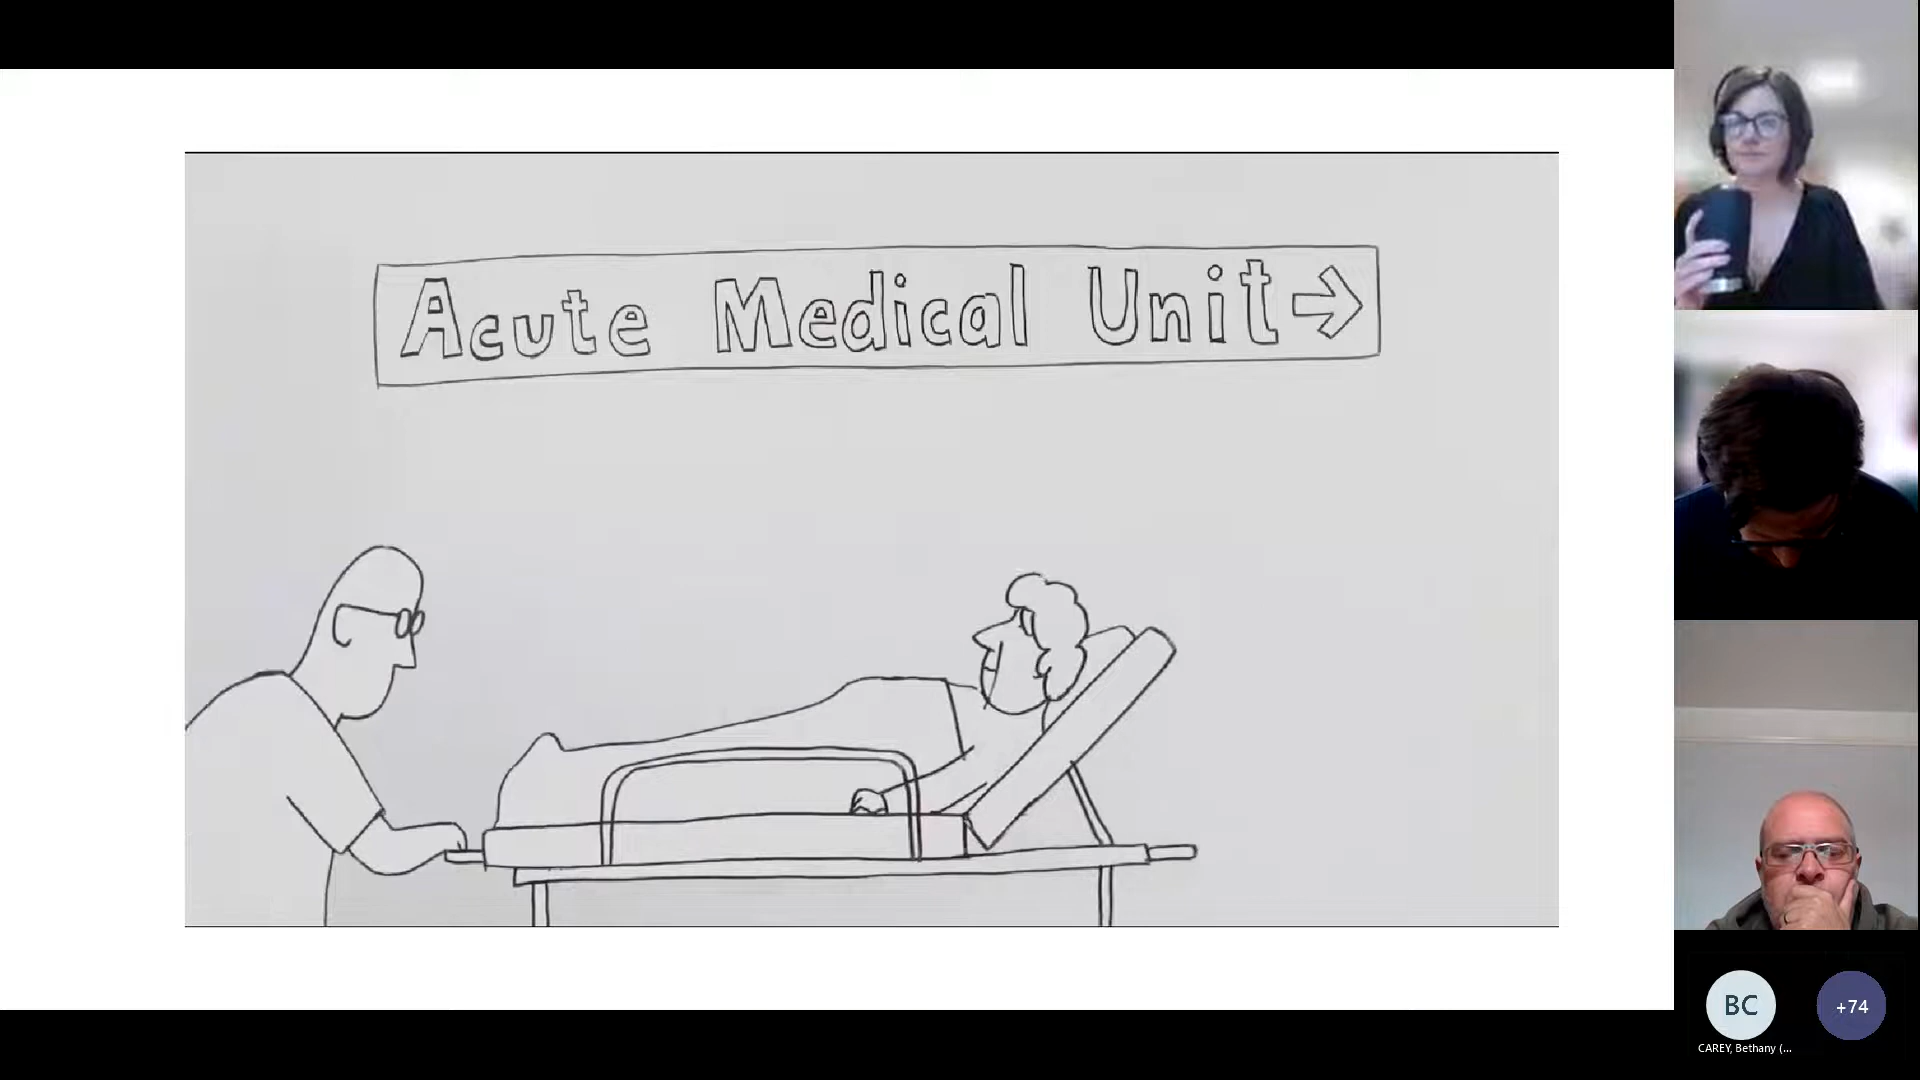 Acute Medical Unit →
BC
+74
CAREY, Bethany (...